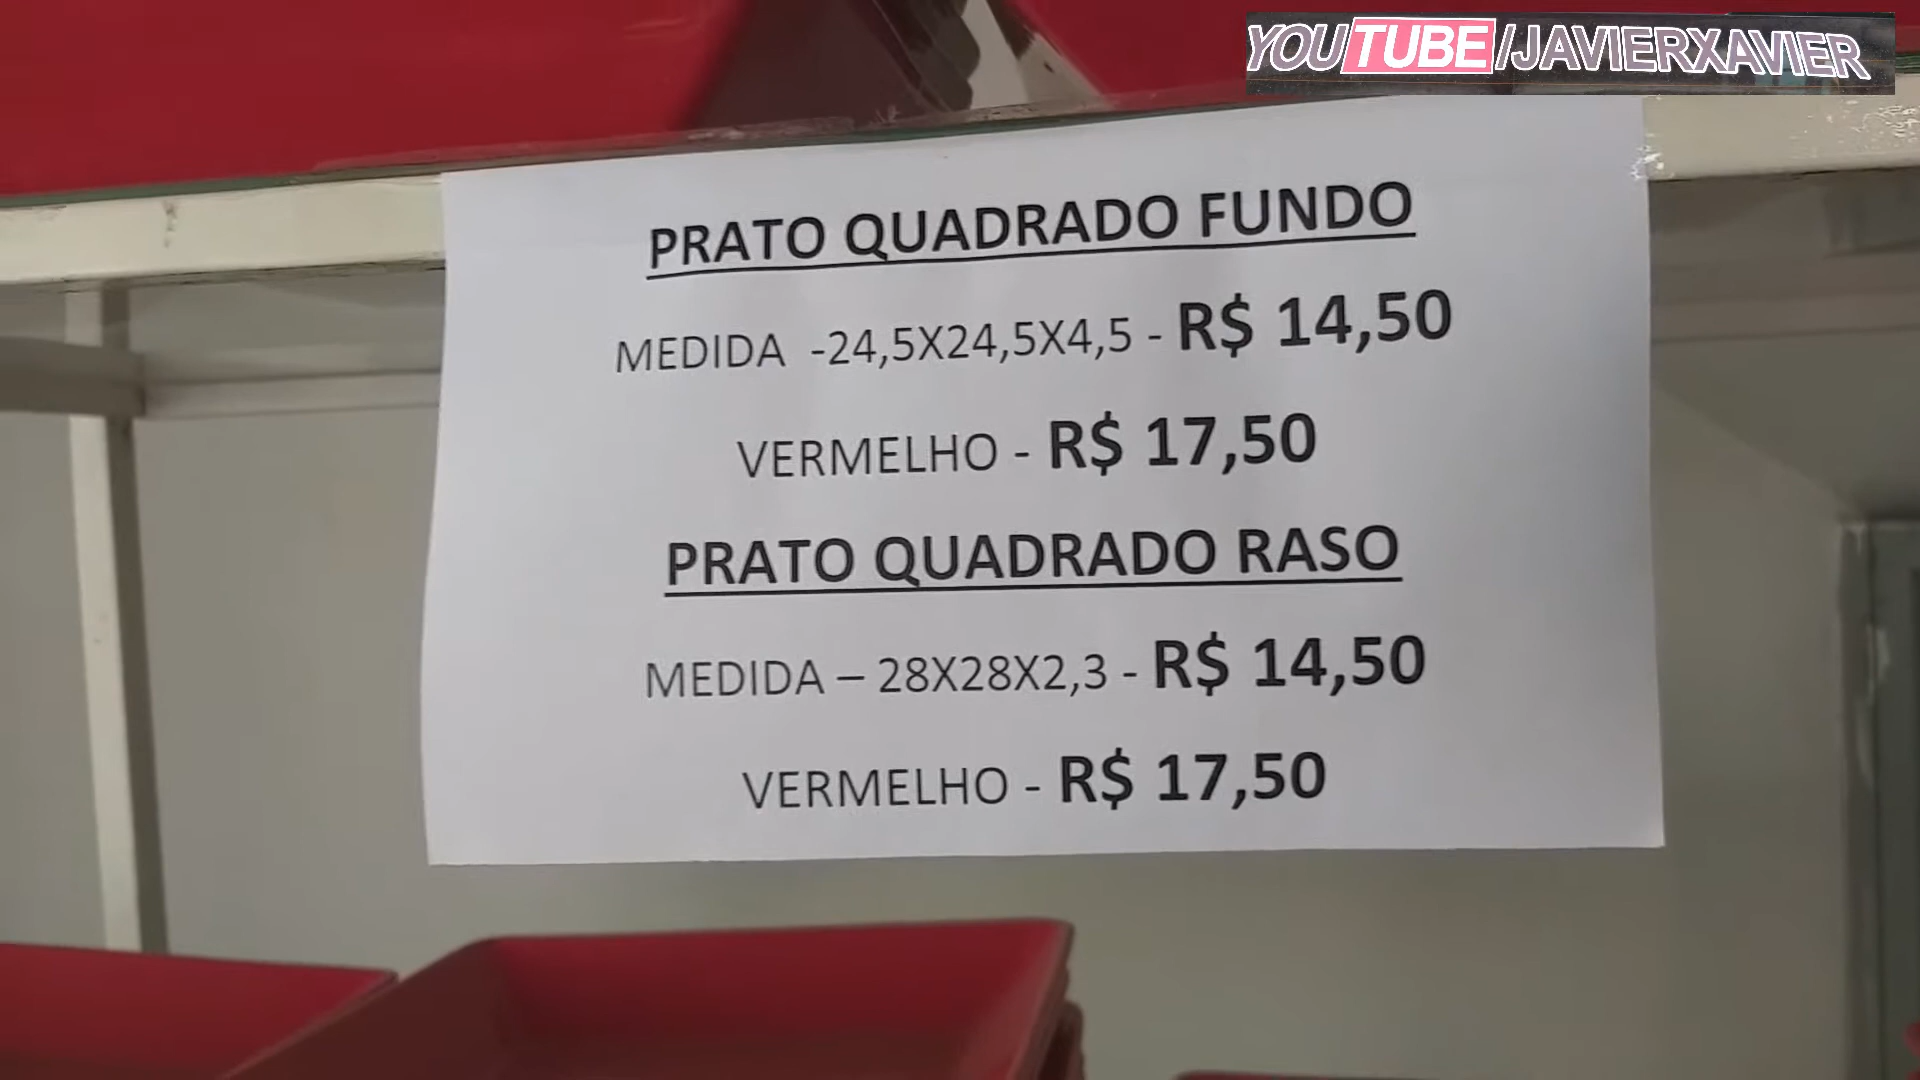 YOUTUBE/JAVIERXAVIER
PRATO QUADRADO FUNDO
MEDIDA -24,5X24,5X4,5 - R$ 14,50
VERMELHO - R$ 17,50
PRATO QUADRADO RASO
MEDIDA – 28X28X2,3 - R$ 14,50
VERMELHO - R$ 17,50